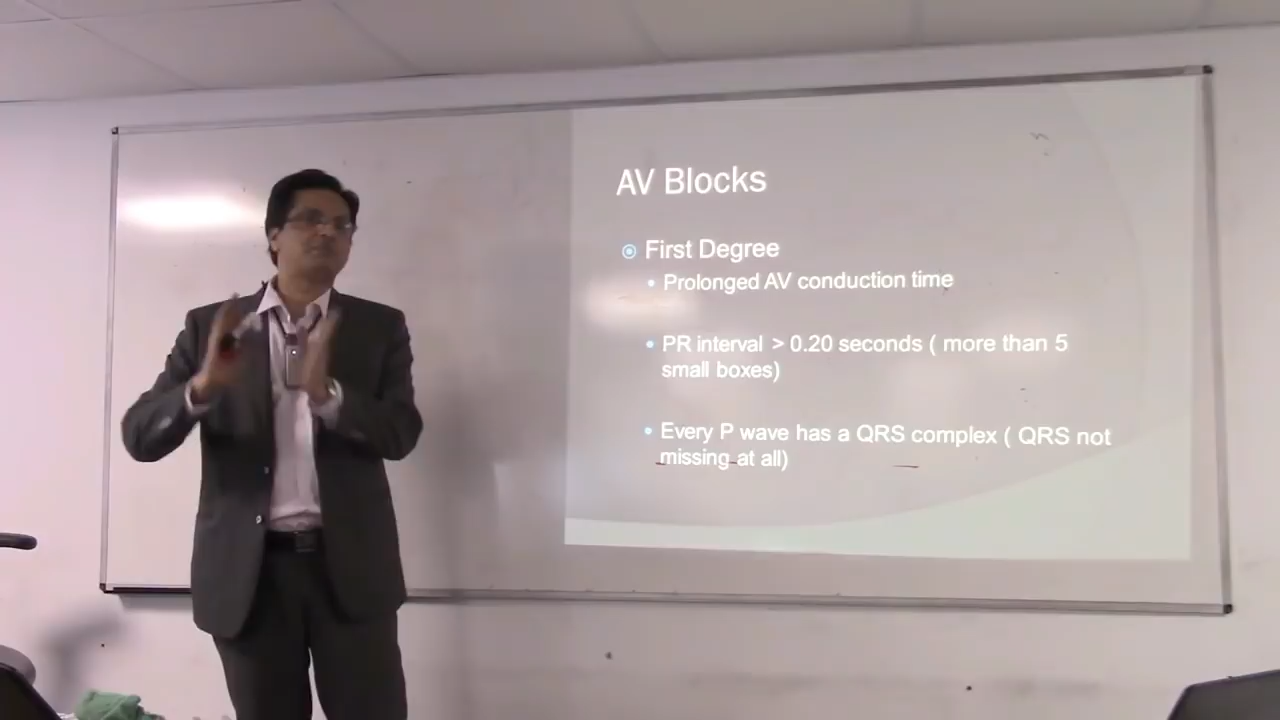 AV Blocks
First Degree
Prolonged AV conduction time
PR interval > 0.20 seconds ( more than 5
small boxes)
Every P wave has a QRS complex ( QRS not
missing at all)